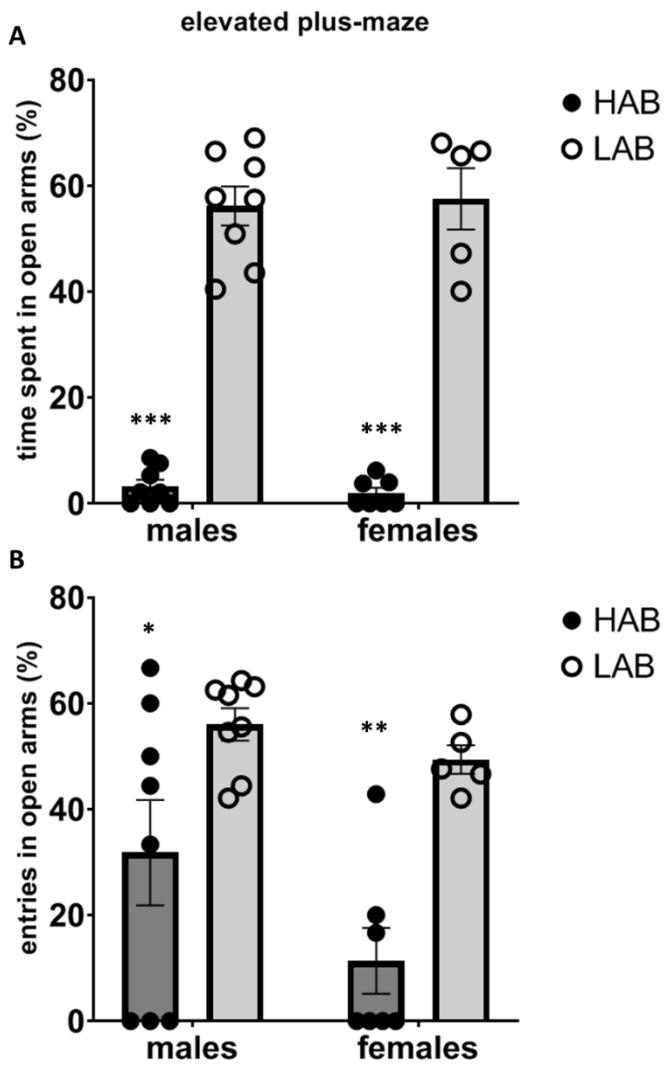 elevated plus-maze
A
time spent in open arms (%)
80
60
40
20
0
***
***
males
females
HAB
LAB
B
entries in open arms (%)
80
60
40
20
0
*
**
males
females
HAB
LAB